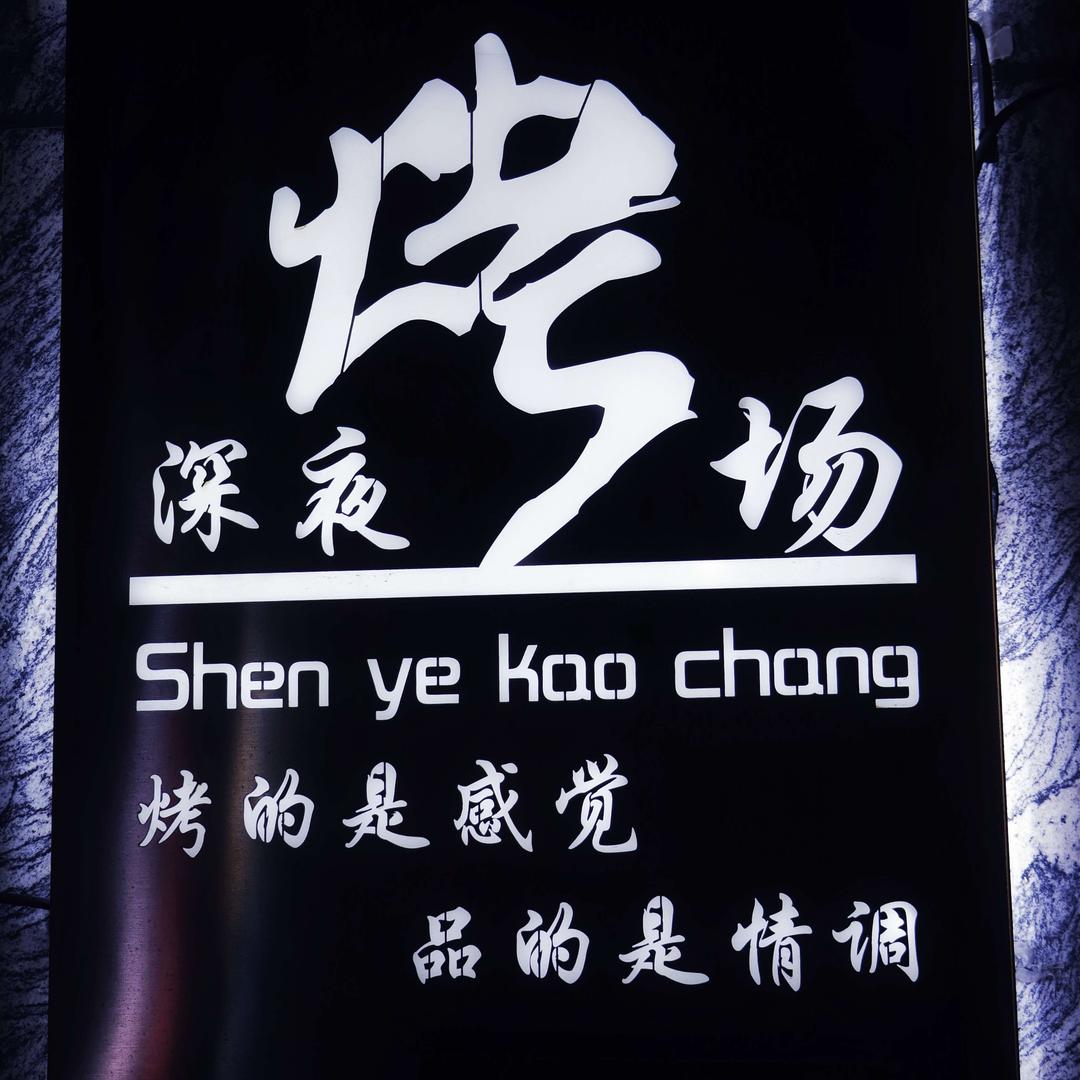 深夜烤场
Shen ye kao chang
烤的是感觉
品的是情调